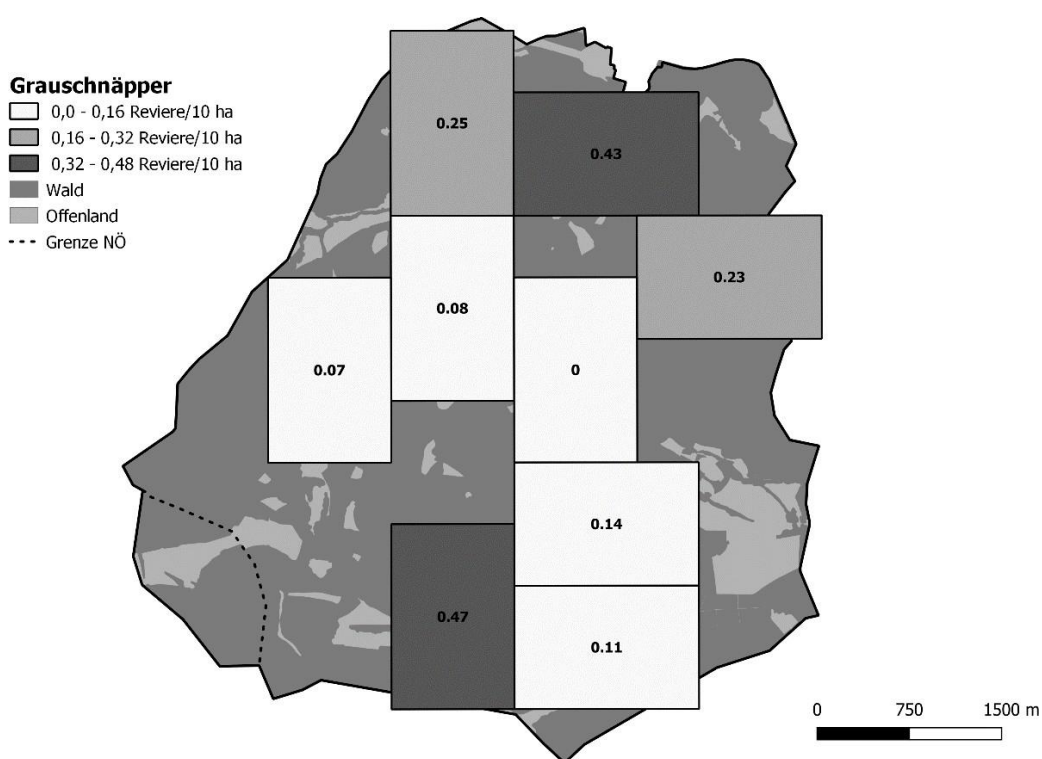 Grauschnäpper
0,0 - 0,16 Reviere/10 ha
0,16 - 0,32 Reviere/10 ha
0,32 - 0,48 Reviere/10 ha
Wald
Offenland
Grenze NÖ
0.25
0.43
0.23
0.08
0.07
0
0.14
0.47
0.11
0 750 1500 m